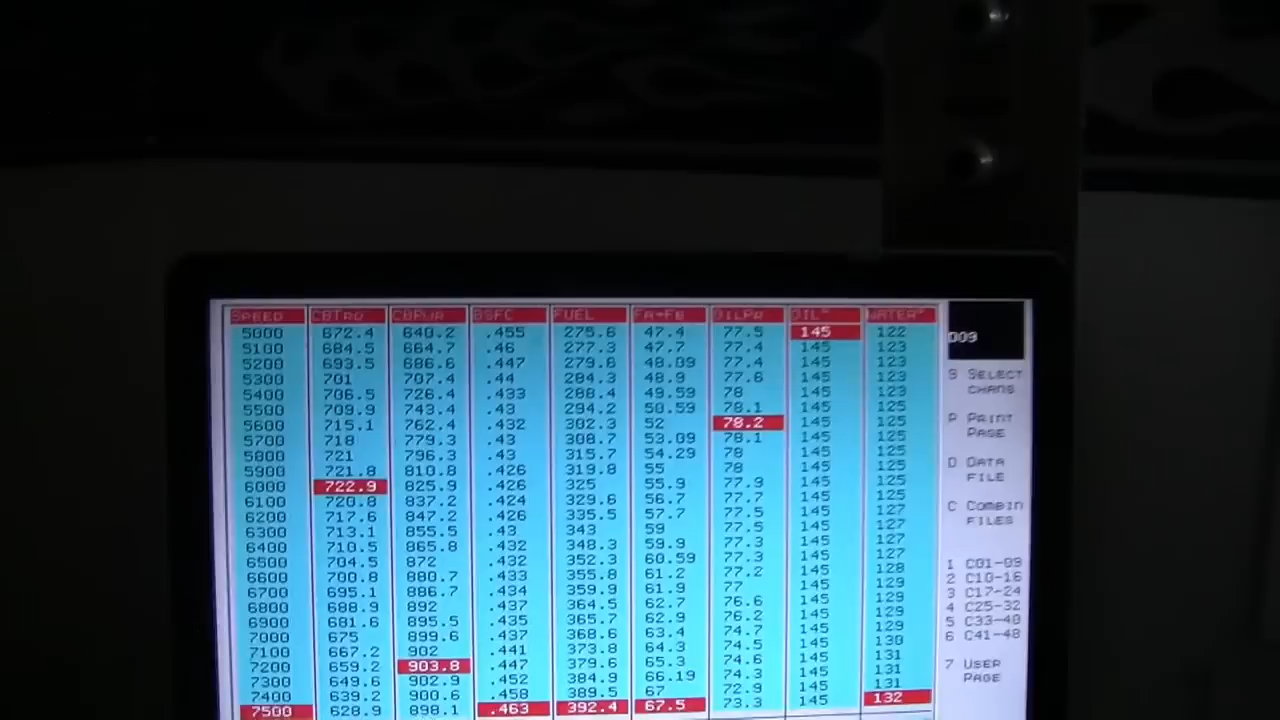 SPEED CBTRQ CBPWR BSFC FUEL FA+FB OILPR OIL° WATER°
5000 672.4 640.2 .455 275.6 47.4 77.5 145 122
5100 684.5 664.7 .46 277.3 47.7 77.4 145 123
5200 693.5 686.6 .447 279.6 48.09 77.4 145 123
5300 701 707.4 .44 284.3 48.9 77.6 145 123
5400 706.5 726.4 .433 288.4 49.59 78 145 123
5500 709.9 743.4 .43 294.2 50.59 78.1 145 125
5600 715.1 762.4 .432 302.3 52 78.2 145 125
5700 718 779.3 .43 308.7 53.09 78.1 145 125
5800 721 796.3 .43 315.7 54.29 78 145 125
5900 721.8 810.8 .426 319.8 55 78 145 125
6000 722.9 825.9 .426 325 55.9 77.9 145 125
6100 720.8 837.2 .424 329.6 56.7 77.7 145 125
6200 717.6 847.2 .426 335.5 57.7 77.5 145 127
6300 713.1 855.5 .43 343 59 77.5 145 127
6400 710.5 865.8 .432 348.3 59.9 77.3 145 127
6500 704.5 872 .432 352.3 60.59 77.3 145 127
6600 700.8 880.7 .433 355.8 61.2 77.2 145 128
6700 695.1 886.7 .434 359.9 61.9 77 145 129
6800 688.9 892 .437 364.5 62.7 76.6 145 129
6900 681.6 895.5 .435 365.7 62.9 76.2 145 129
7000 675 899.6 .437 368.6 63.4 74.7 145 129
7100 667.2 902 .441 373.8 64.3 74.5 145 130
7200 659.2 903.8 .447 379.6 65.3 74.6 145 131
7300 649.6 902.9 .452 384.9 66.19 74.3 145 131
7400 639.2 900.6 .458 389.5 67 72.9 145 131
7500 628.9 898.1 .463 392.4 67.5 73.3 145 132
009
S SELECT
CHANS
P PRINT
PAGE
D DATA
FILE
C COMBIN
FILES
1 C01-09
2 C10-16
3 C17-24
4 C25-32
5 C33-40
6 C41-48
7 USER
PAGE